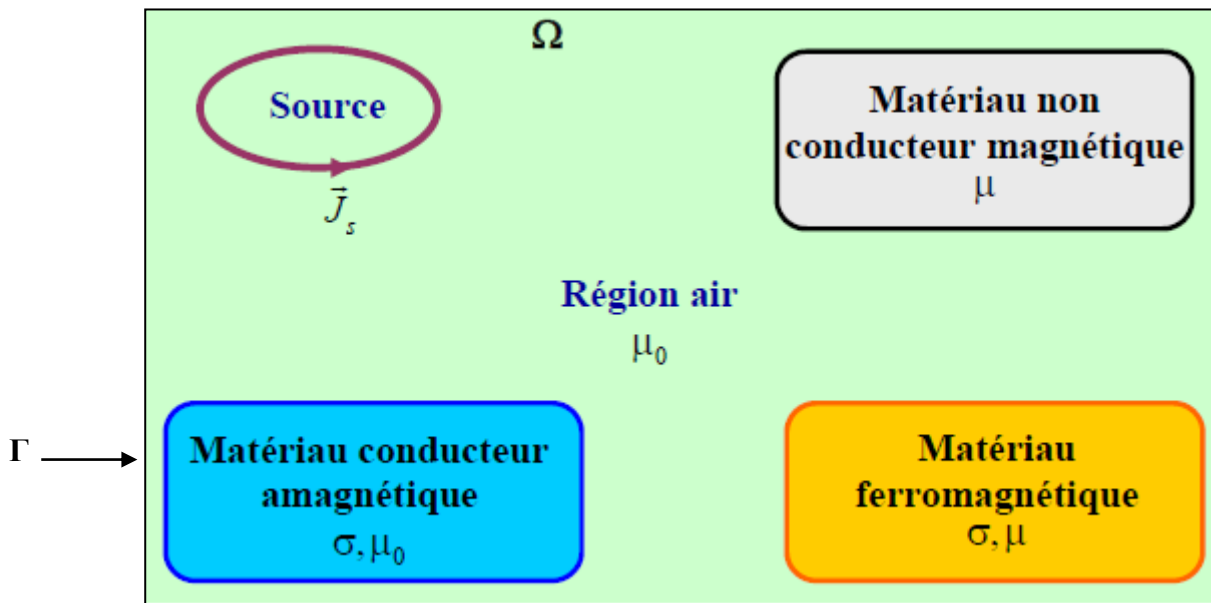 Ω
Source
J⃗s
Matériau non
conducteur magnétique
μ
Région air
μ₀
Γ
Matériau conducteur
amagnétique
σ, μ₀
Matériau
ferromagnétique
σ, μ